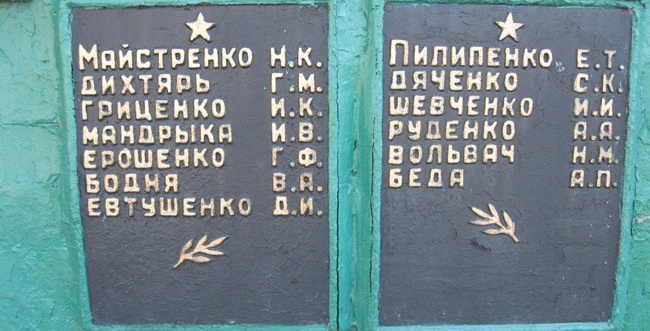 Майстренко Н.К.
Дихтярь Г.М.
Гриценко И.К.
Мандрыка И.В.
Ерошенко Г.Ф.
Бодня В.А.
Евтушенко Д.И.
Пилипенко Е.Т.
Дяченко С.К.
Шевченко И.И.
Руденко А.А.
Вольвач Н.М.
Беда А.П.